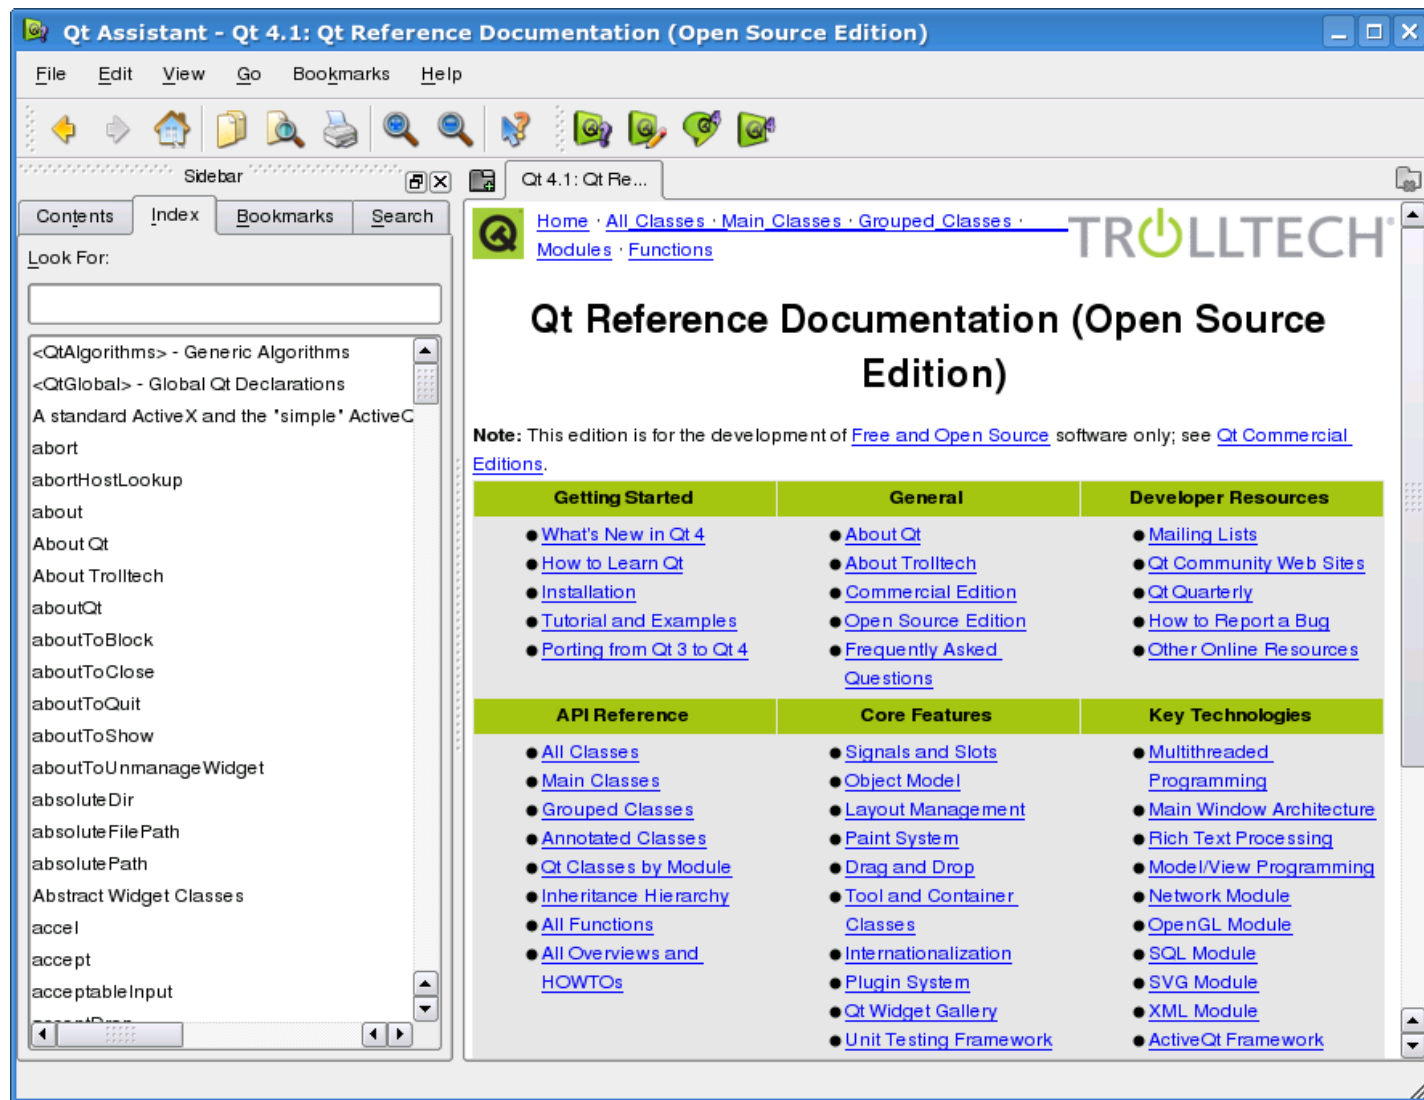 Qt Assistant - Qt 4.1: Qt Reference Documentation (Open Source Edition)
File Edit View Go Bookmarks Help
Sidebar
Contents Index Bookmarks Search
Look For:
<QtAlgorithms> - Generic Algorithms
<QtGlobal> - Global Qt Declarations
A standard ActiveX and the "simple" ActiveQ
abort
abortHostLookup
about
About Qt
About Trolltech
aboutQt
aboutToBlock
aboutToClose
aboutToQuit
aboutToShow
aboutToUnmanageWidget
absoluteDir
absoluteFilePath
absolutePath
Abstract Widget Classes
accel
accept
acceptableInput
Qt 4.1: Qt Re...
Home · All Classes · Main Classes · Grouped Classes ·
Modules · Functions
TROLLTECH®
Qt Reference Documentation (Open Source
Edition)
Note: This edition is for the development of Free and Open Source software only; see Qt Commercial
Editions.
Getting Started General Developer Resources
What's New in Qt 4 About Qt Mailing Lists
How to Learn Qt About Trolltech Qt Community Web Sites
Installation Commercial Edition Qt Quarterly
Tutorial and Examples Open Source Edition How to Report a Bug
Porting from Qt 3 to Qt 4 Frequently Asked Other Online Resources
Questions
API Reference Core Features Key Technologies
All Classes Signals and Slots Multithreaded
Main Classes Object Model Programming
Grouped Classes Layout Management Main Window Architecture
Annotated Classes Paint System Rich Text Processing
Qt Classes by Module Drag and Drop Model/View Programming
Inheritance Hierarchy Tool and Container Network Module
All Functions Classes OpenGL Module
All Overviews and Internationalization SQL Module
HOWTOs Plugin System SVG Module
Qt Widget Gallery XML Module
Unit Testing Framework ActiveQt Framework